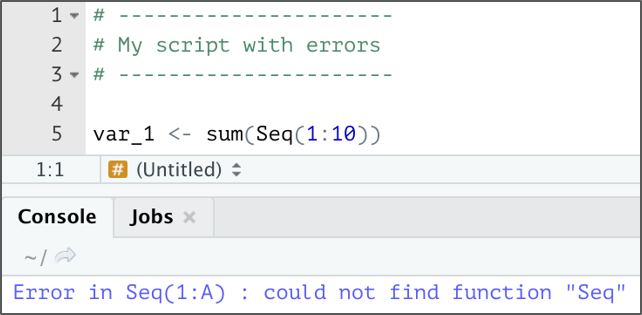 1 # -----------------------
2 # My script with errors
3 # -----------------------
4
5 var_1 <- sum(Seq(1:10))
1:1 # (Untitled)
Console Jobs ×
~/
Error in Seq(1:A) : could not find function "Seq"